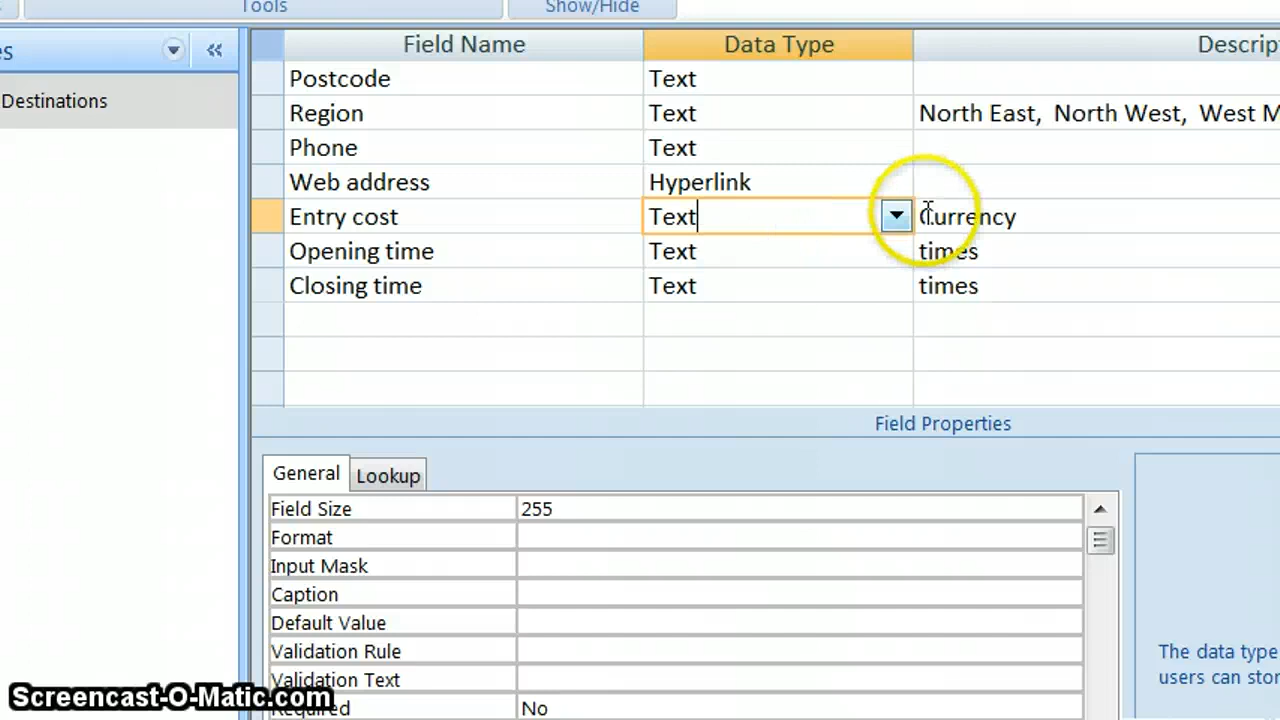 Tools Show/Hide
es Field Name Data Type Descrip
Destinations Postcode Text
Region Text North East, North West, West M
Phone Text
Web address Hyperlink
Entry cost Text Currency
Opening time Text times
Closing time Text times
Field Properties
General Lookup
Field Size 255
Format
Input Mask
Caption
Default Value
Validation Rule
Validation Text
Required No
The data type
users can stor
Screencast-O-Matic.com